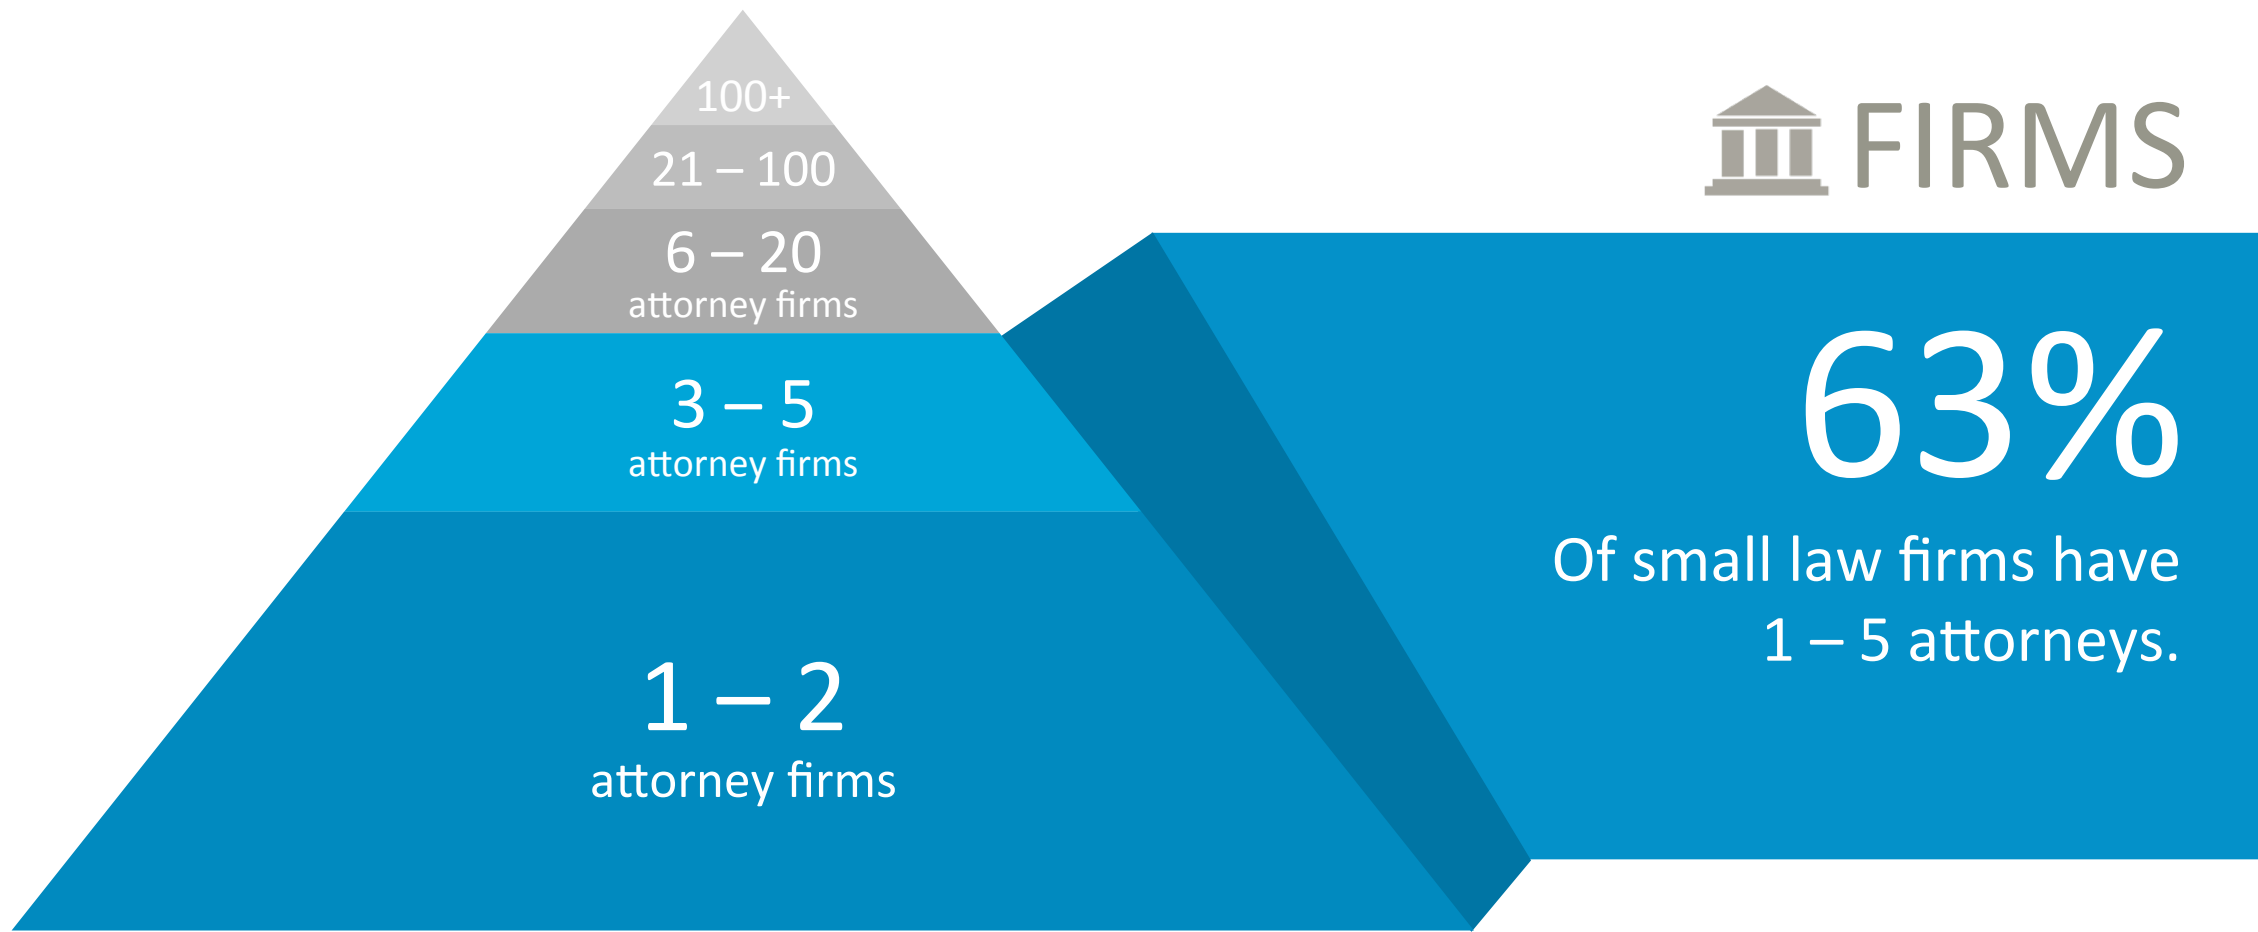 100+
21 – 100
6 – 20
attorney firms
3 – 5
attorney firms
1 – 2
attorney firms
FIRMS
63%
Of small law firms have
1 – 5 attorneys.